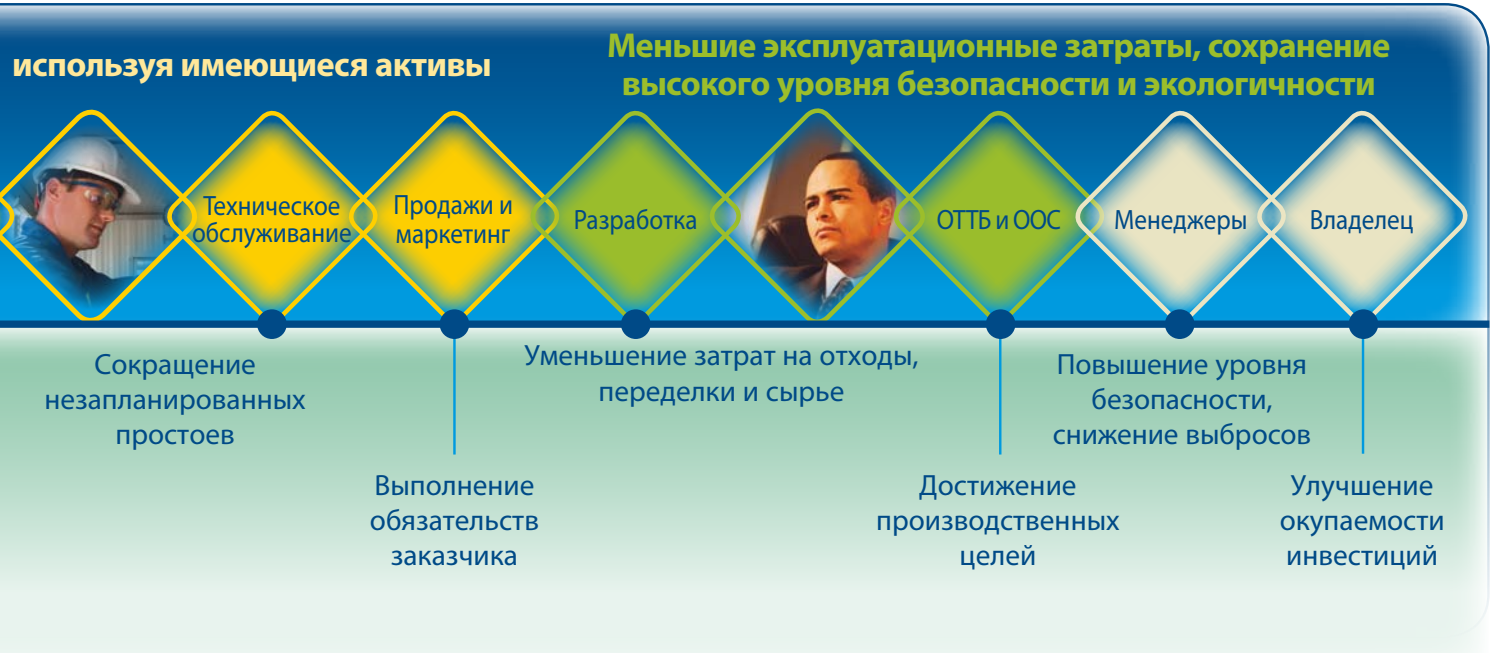 используя имеющиеся активы
Меньшие эксплуатационные затраты, сохранение
высокого уровня безопасности и экологичности
Техническое
обслуживание
Продажи и
маркетинг
Разработка
ОТТБ и ООС
Менеджеры
Владелец
Сокращение
незапланированных
простоев
Выполнение
обязательств
заказчика
Уменьшение затрат на отходы,
переделки и сырье
Достижение
производственных
целей
Повышение уровня
безопасности,
снижение выбросов
Улучшение
окупаемости
инвестиций